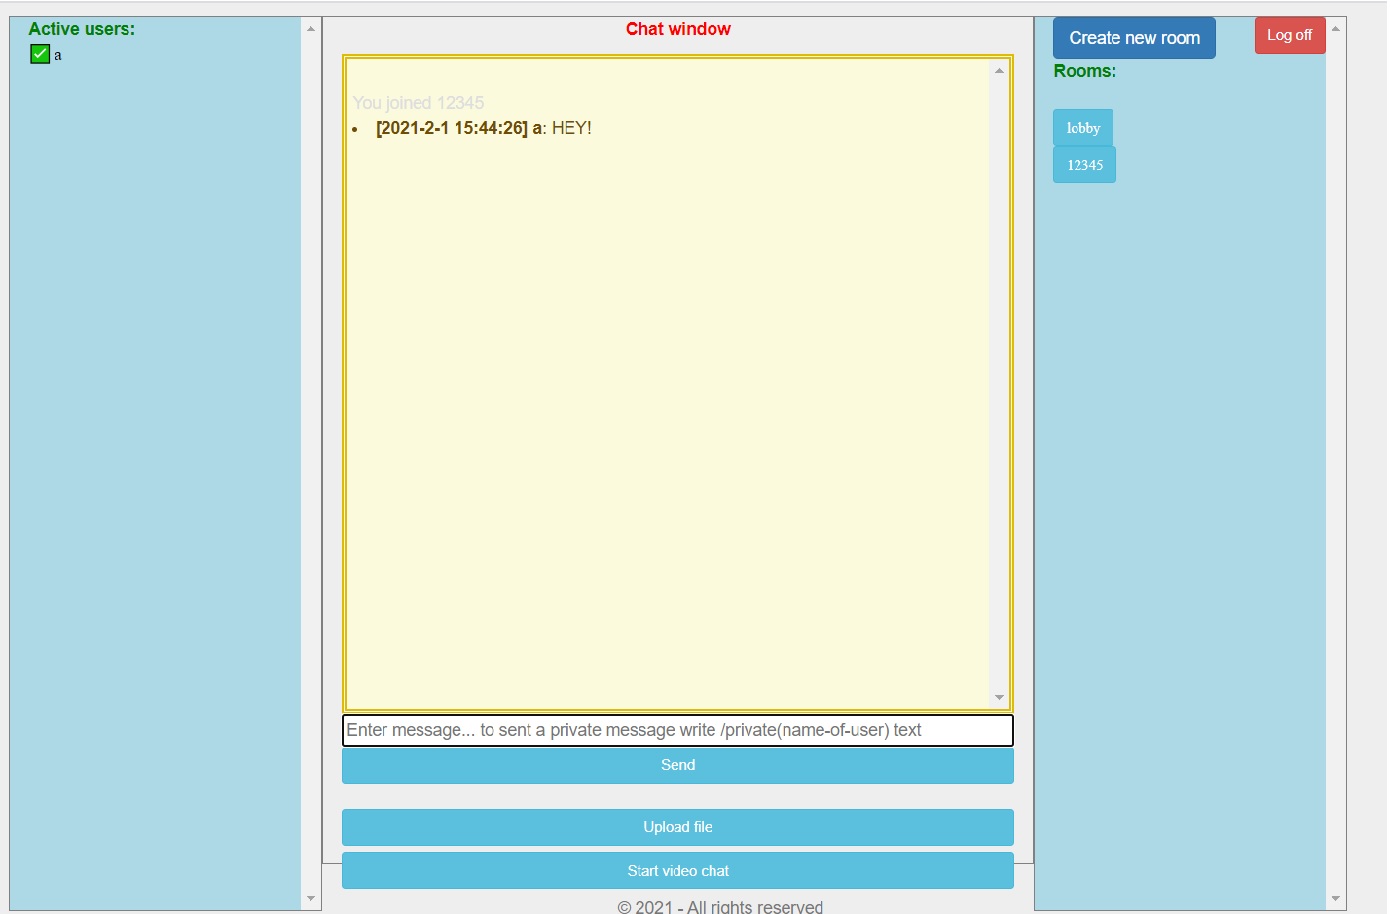 Active users:
a
Chat window
You joined 12345
[2021-2-1 15:44:26] a: HEY!
Enter message... to sent a private message write /private(name-of-user) text
Send
Upload file
Start video chat
© 2021 - All rights reserved
Create new room
Log off
Rooms:
lobby
12345